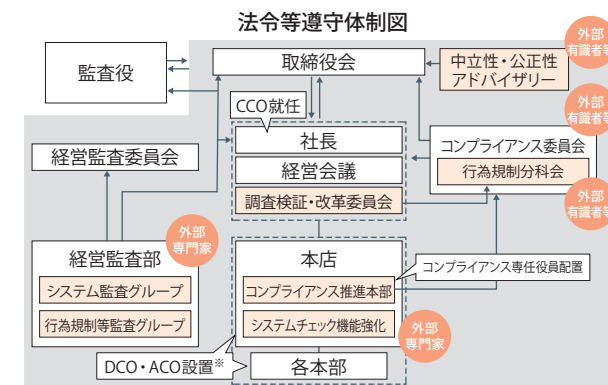 法令等遵守体制図
監査役
取締役会
中立性・公正性
アドバイザリー
外部
有識者等
CCO就任
社長
経営会議
調査検証・改革委員会
経営監査委員会
コンプライアンス委員会
行為規制分科会
外部
有識者等
外部
有識者等
経営監査部
システム監査グループ
行為規制等監査グループ
外部
専門家
本店
コンプライアンス推進本部
システムチェック機能強化
コンプライアンス専任役員配置
外部
専門家
DCO・ACO設置※
各本部